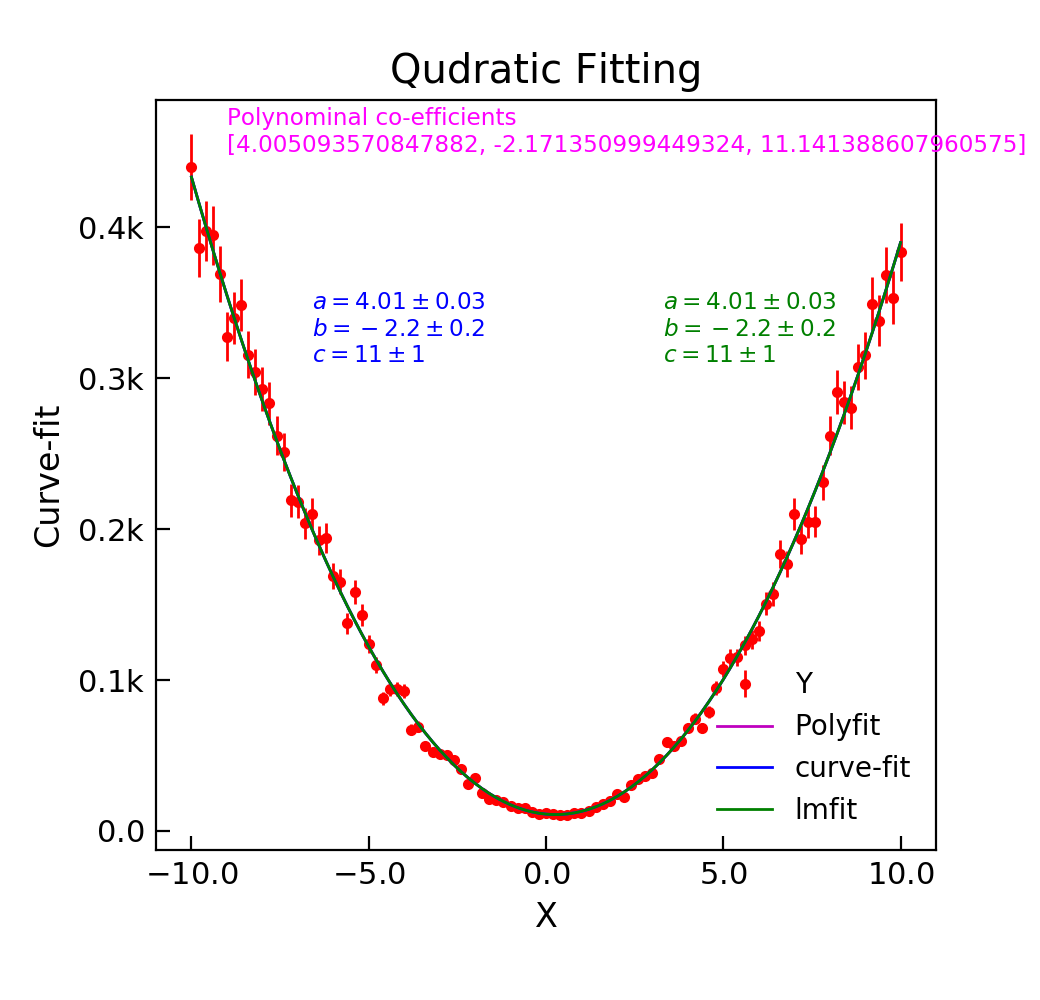 Qudratic Fitting
Polynominal co-efficients
[4.005093570847882, -2.171350999449324, 11.141388607960575]
a = 4.01 ± 0.03
b = −2.2 ± 0.2
c = 11 ± 1
a = 4.01 ± 0.03
b = −2.2 ± 0.2
c = 11 ± 1
Curve-fit
0.4k
0.3k
0.2k
0.1k
0.0
Y
Polyfit
curve-fit
lmfit
−10.0 −5.0 0.0 5.0 10.0
X